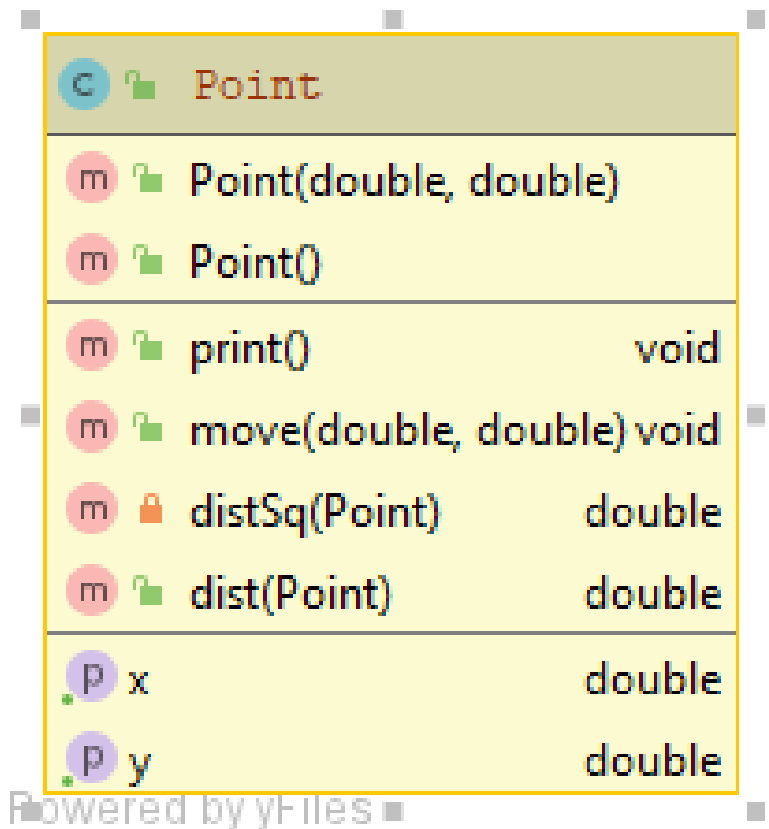 C Point
m Point(double, double)
m Point()
m print() void
m move(double, double) void
m distSq(Point) double
m dist(Point) double
p x double
p y double
Powered by yFiles